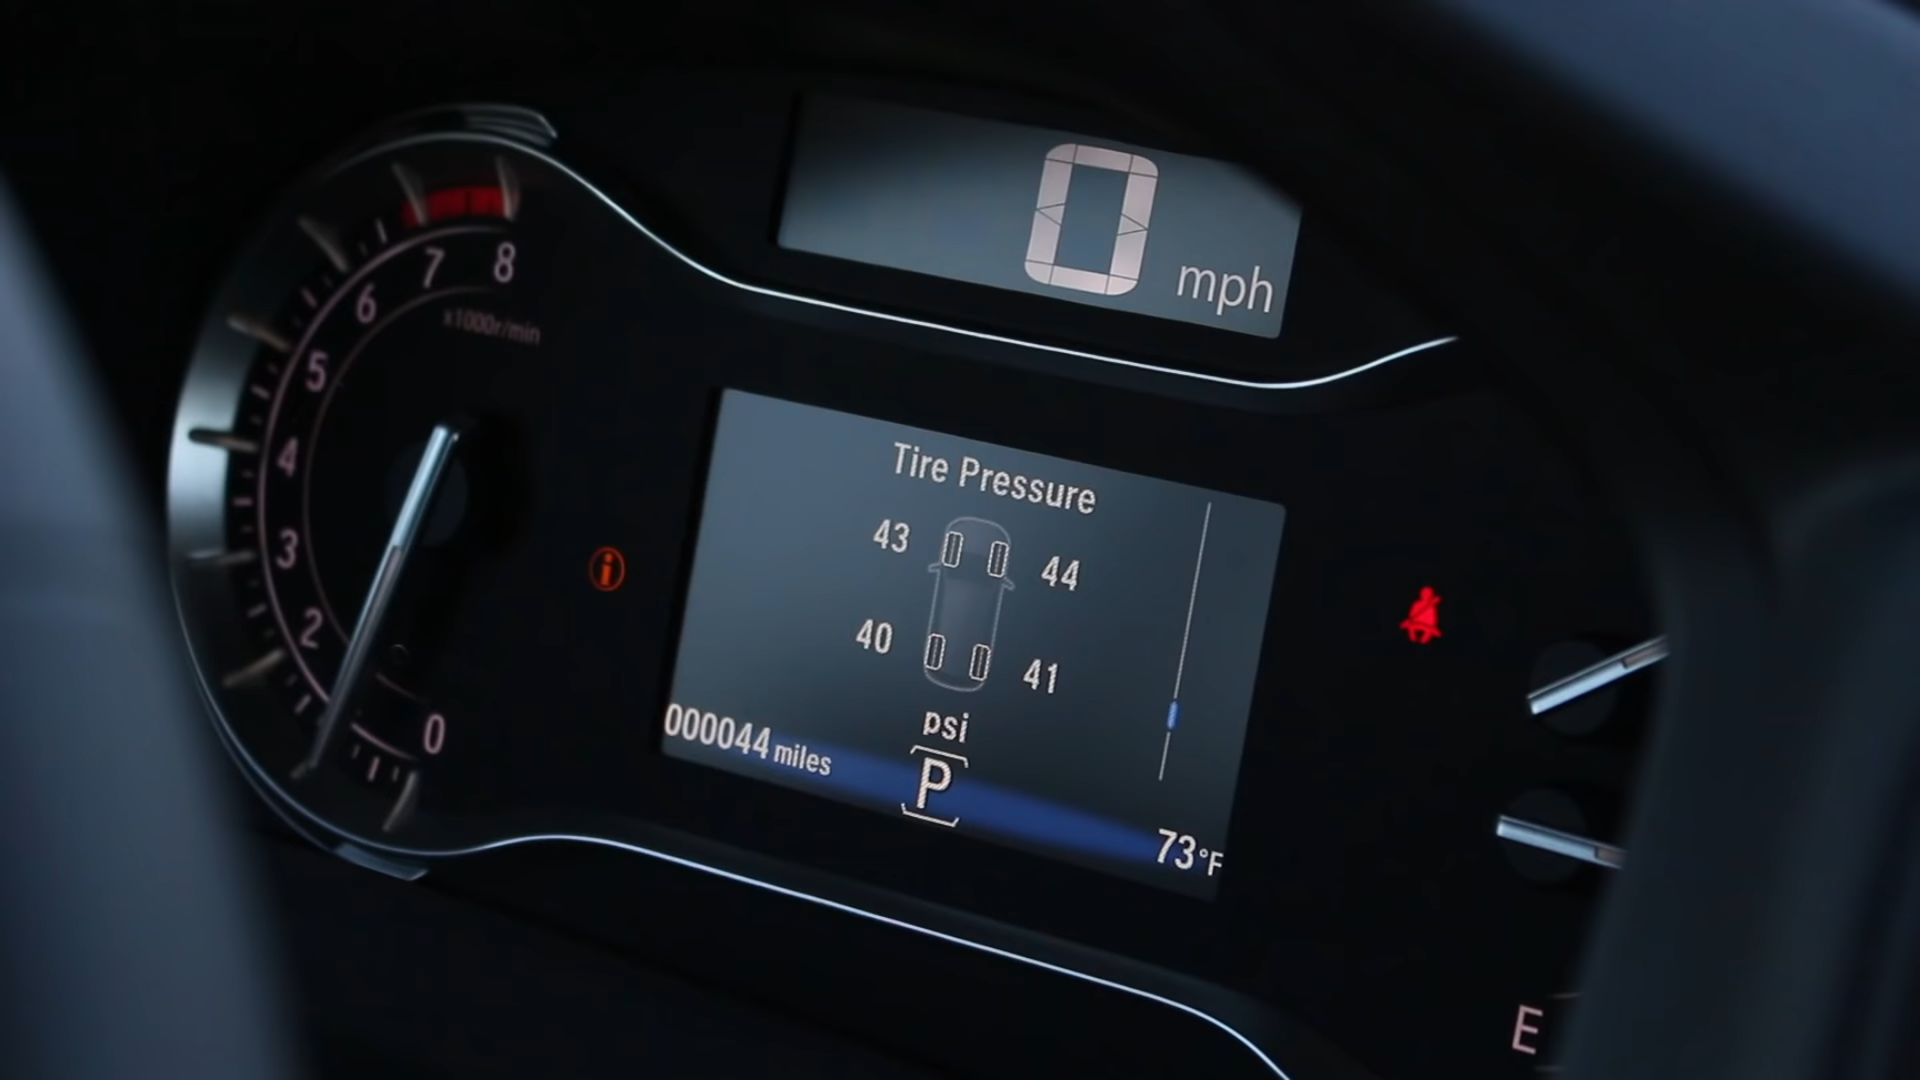 0 mph
8
7
6
x1000r/min
5
4
3
2
0
i
Tire Pressure
43 44
40 41
psi
000044 miles
P
73°F
E